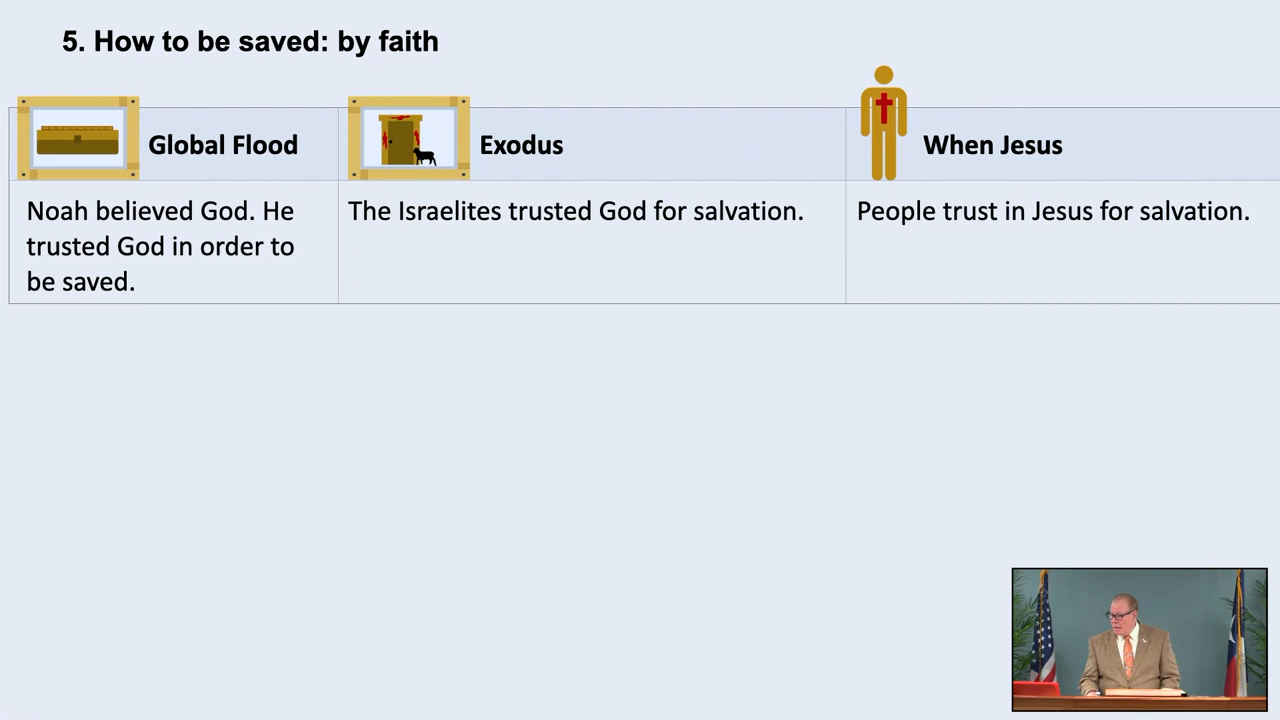 5. How to be saved: by faith
Global Flood
Exodus
When Jesus
Noah believed God. He
trusted God in order to
be saved.
The Israelites trusted God for salvation.
People trust in Jesus for salvation.